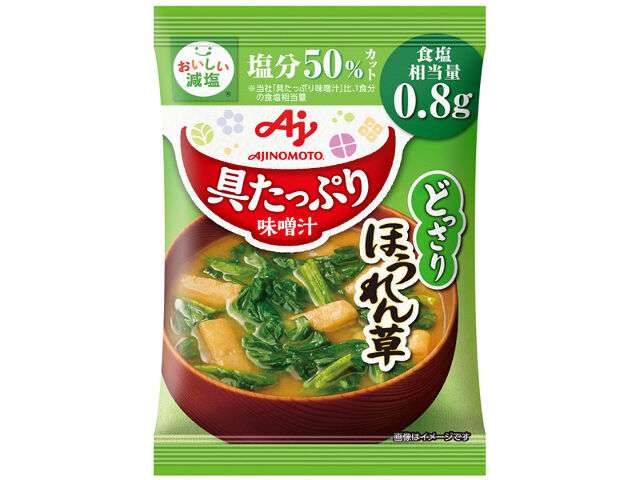 おいしい
減塩
®
塩分50%カット
※当社「具たっぷり味噌汁」比、1食分
の食塩相当量
食塩
相当量
0.8g
Aj
AJINOMOTO®
具たっぷり
味噌汁
どっさり
ほうれん草
画像はイメージです